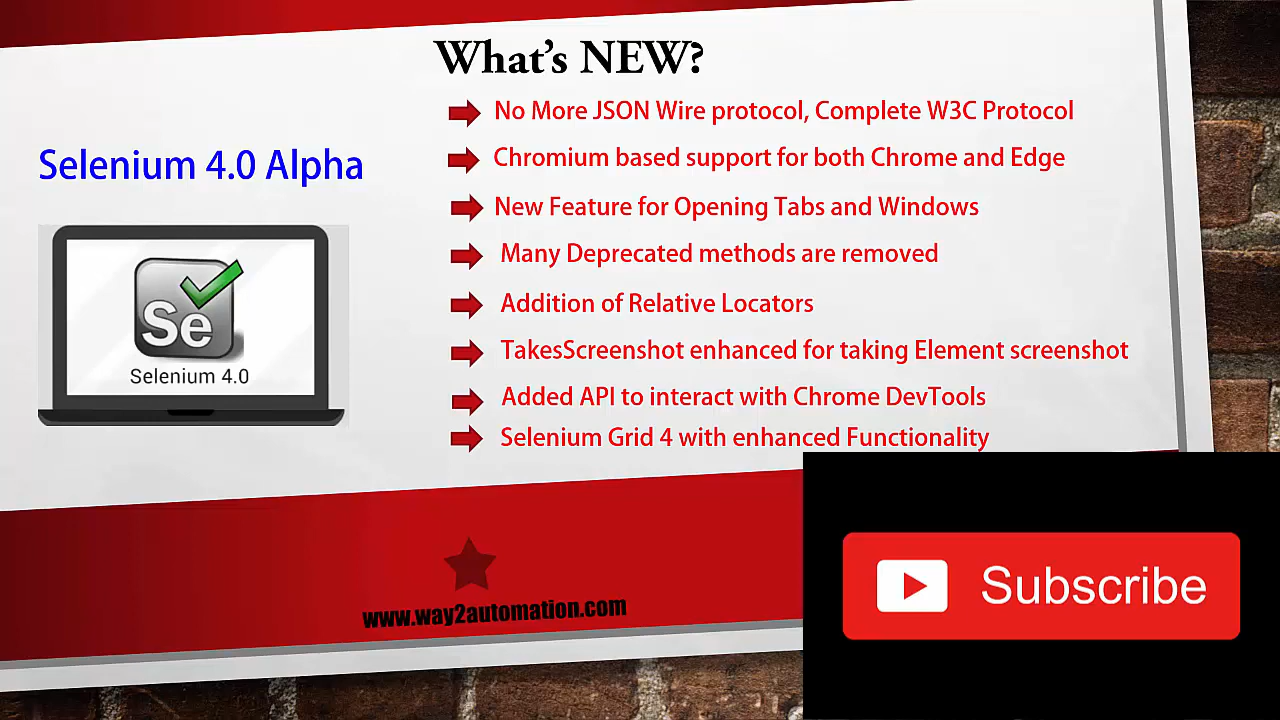 What's NEW?
No More JSON Wire protocol, Complete W3C Protocol
Selenium 4.0 Alpha
Chromium based support for both Chrome and Edge
New Feature for Opening Tabs and Windows
Many Deprecated methods are removed
Addition of Relative Locators
TakesScreenshot enhanced for taking Element screenshot
Added API to interact with Chrome DevTools
Selenium Grid 4 with enhanced Functionality
Se
Selenium 4.0
www.way2automation.com
Subscribe